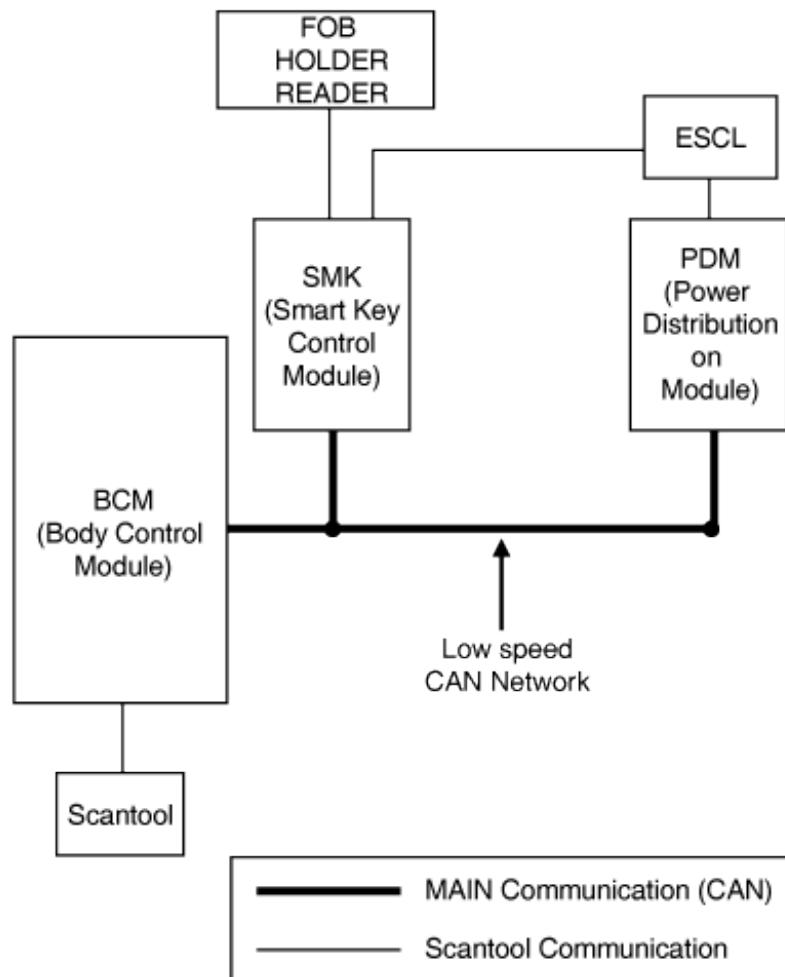 FOB
HOLDER
READER
ESCL
SMK
(Smart Key
Control
Module)
PDM
(Power
Distribution
on
Module)
BCM
(Body Control
Module)
Low speed
CAN Network
Scantool
MAIN Communication (CAN)
Scantool Communication